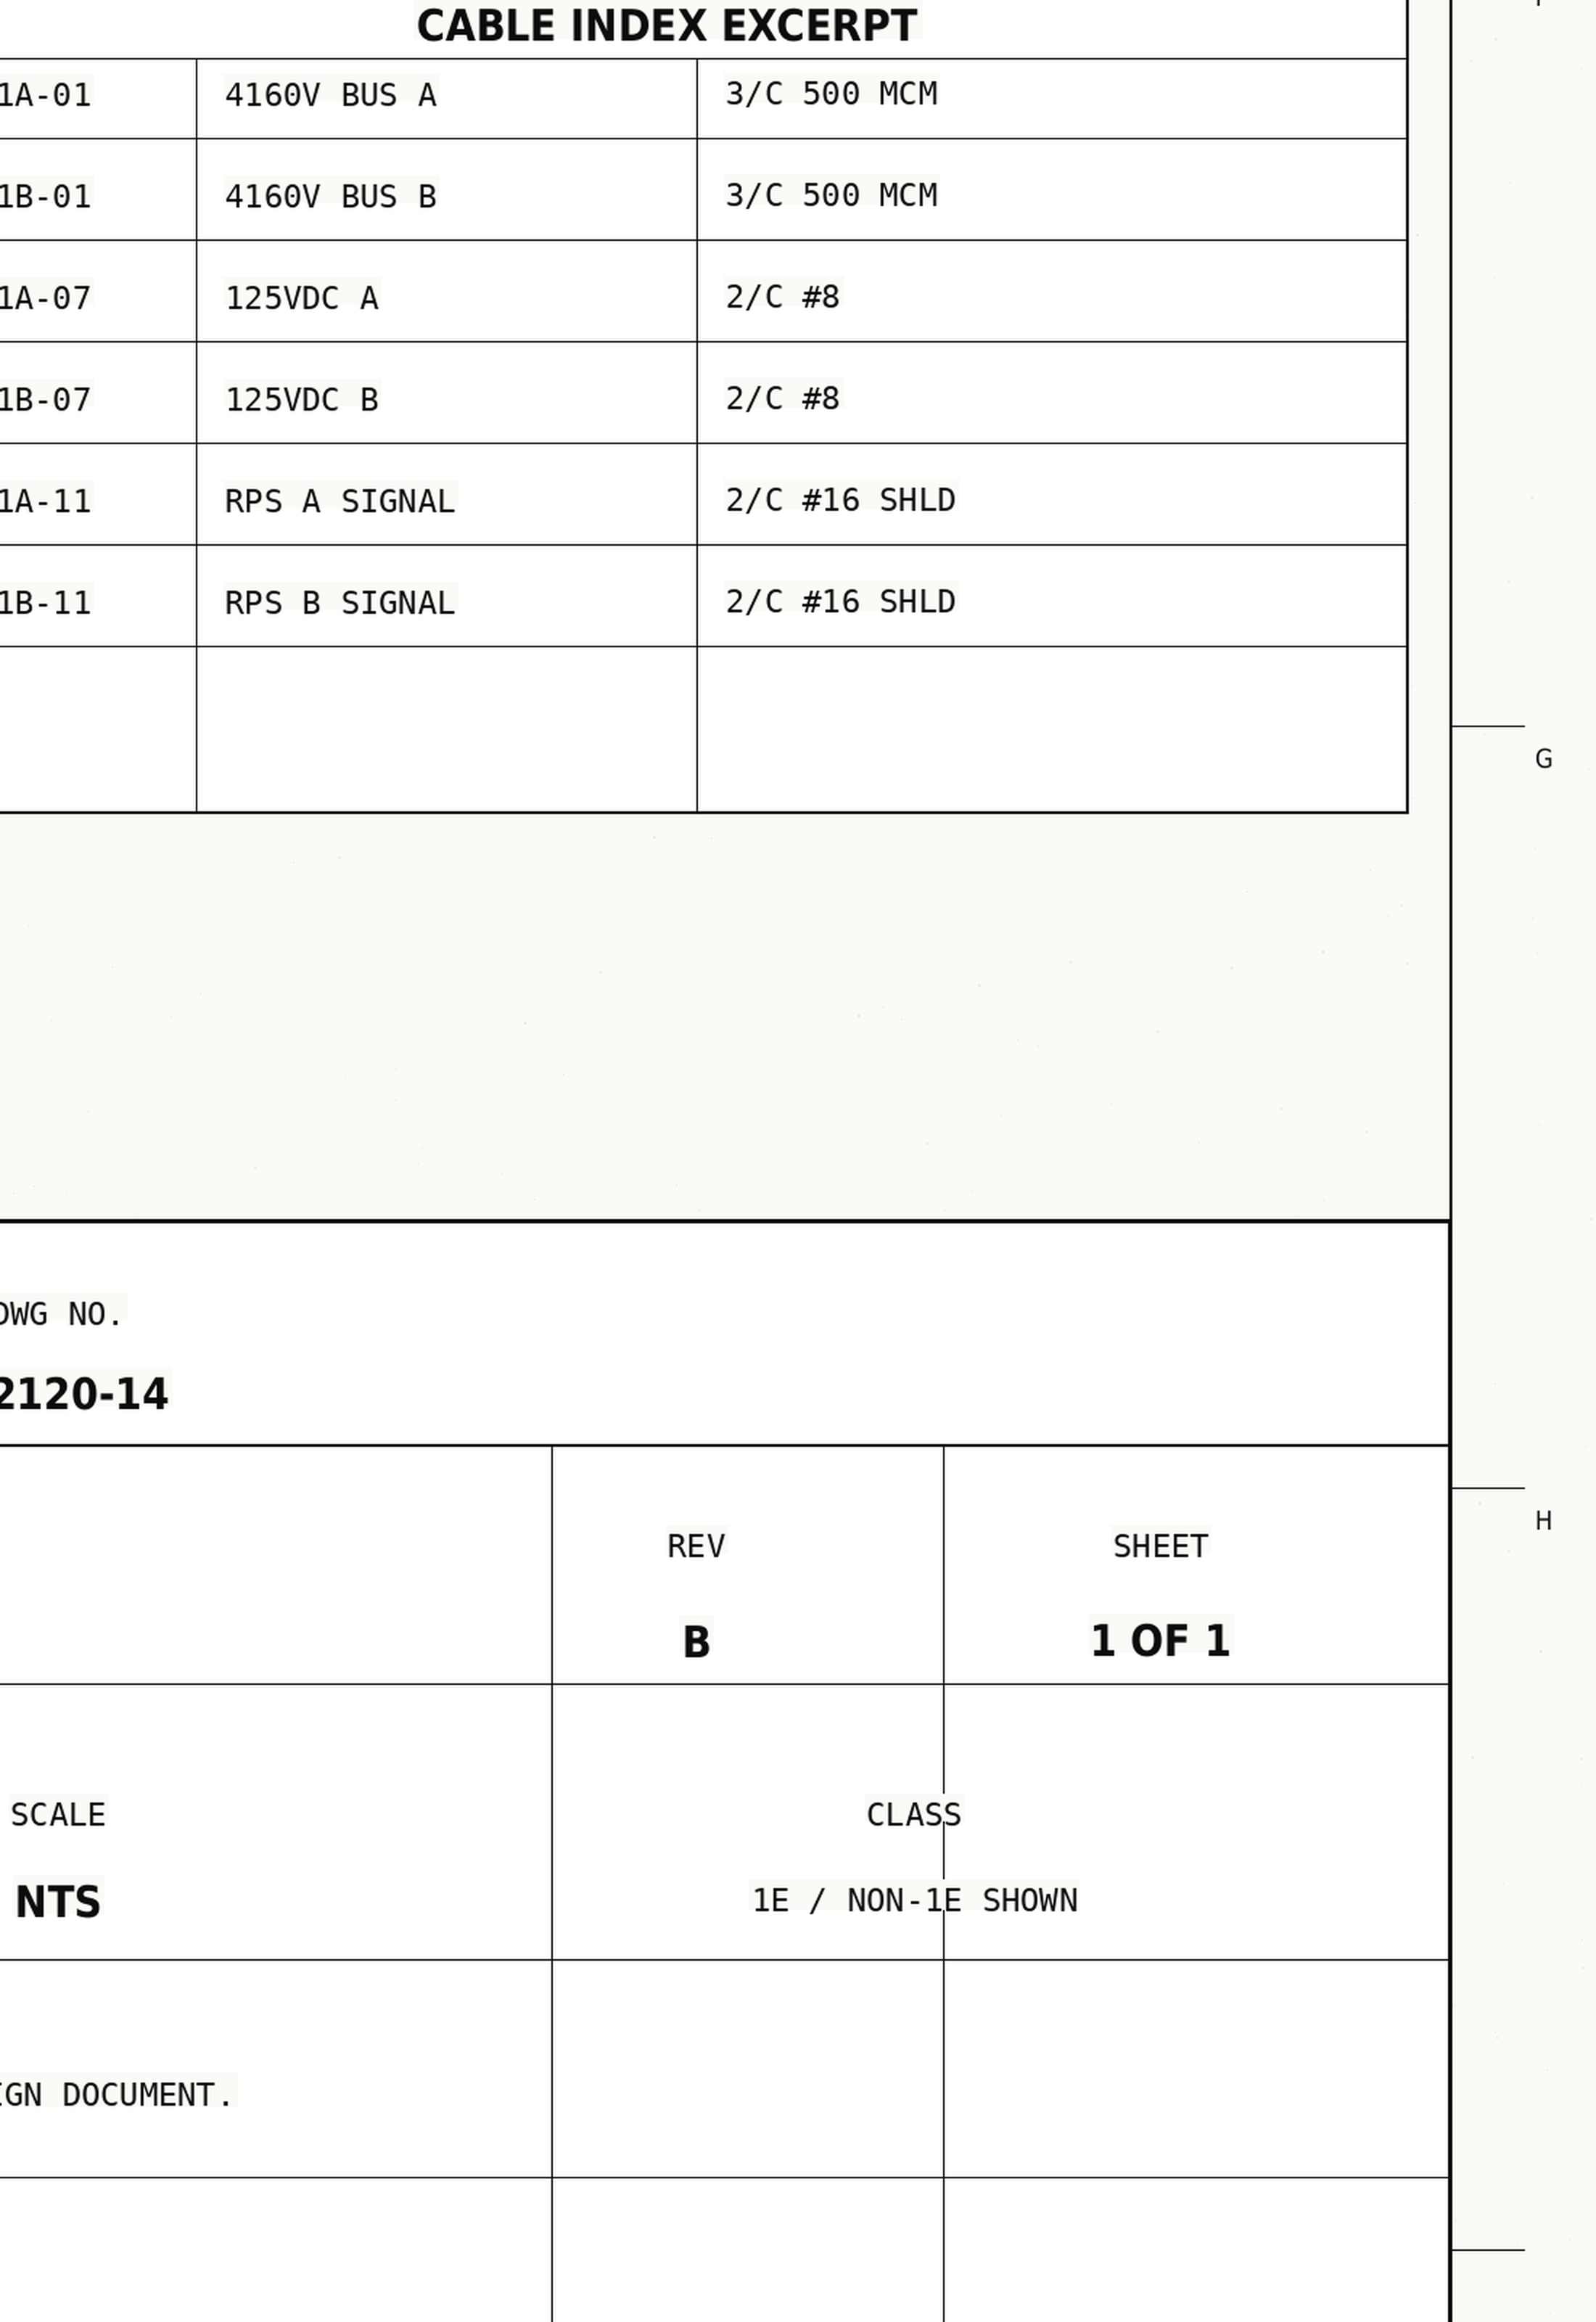 CABLE INDEX EXCERPT
1A-01 4160V BUS A 3/C 500 MCM
1B-01 4160V BUS B 3/C 500 MCM
1A-07 125VDC A 2/C #8
1B-07 125VDC B 2/C #8
1A-11 RPS A SIGNAL 2/C #16 SHLD
1B-11 RPS B SIGNAL 2/C #16 SHLD
G
DWG NO.
2120-14
H
REV SHEET
B 1 OF 1
SCALE CLASS
NTS 1E / NON-1E SHOWN
IGN DOCUMENT.